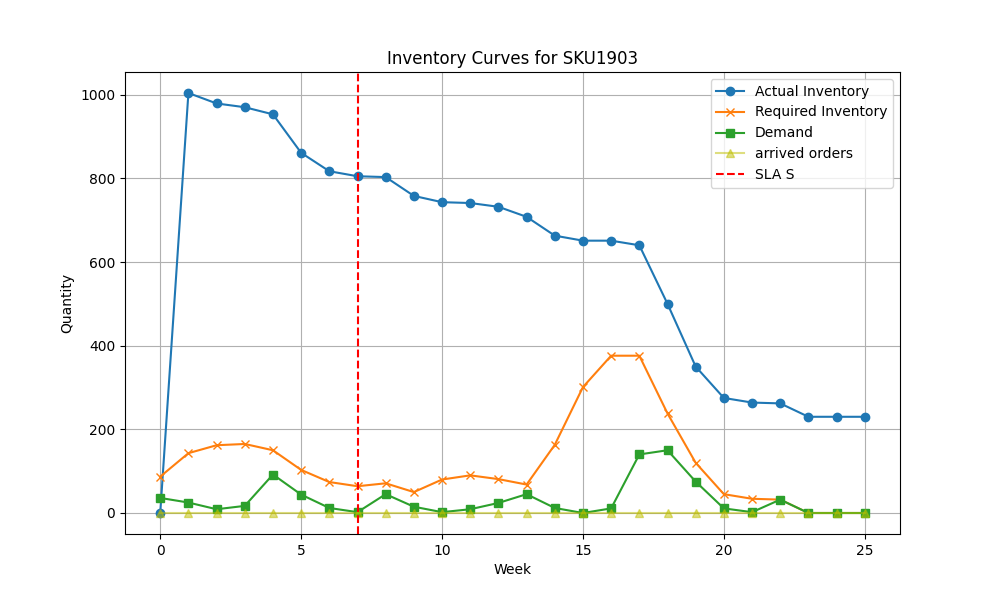 Inventory Curves for SKU1903
Actual Inventory
Required Inventory
Demand
arrived orders
SLA S
Quantity
1000
800
600
400
200
0
0 5 10 15 20 25
Week